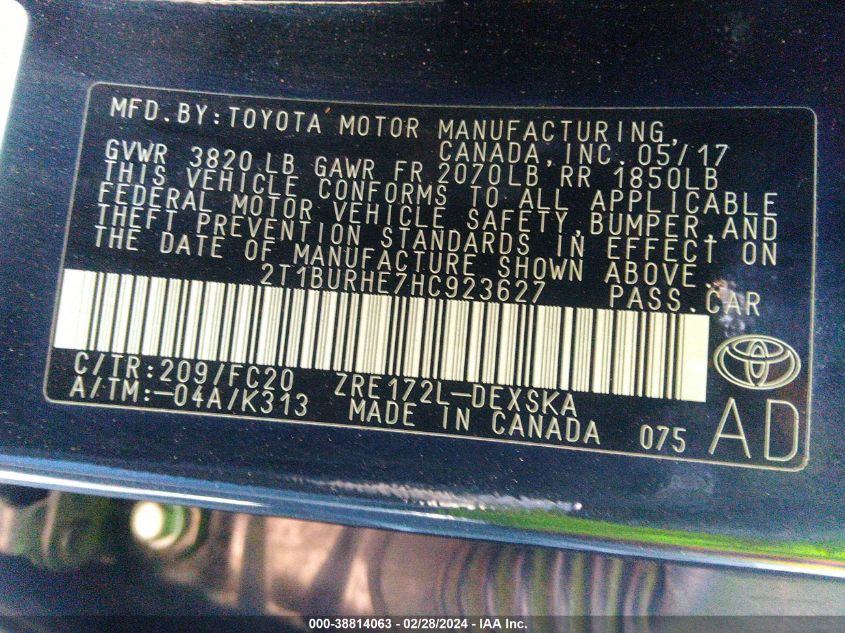 MFD.BY:TOYOTA MOTOR MANUFACTURING,
CANADA,INC.05/17
GVWR 3820 LB GAWR FR 2070LB RR 1850LB
THIS VEHICLE CONFORMS TO ALL APPLICABLE
FEDERAL MOTOR VEHICLE SAFETY,BUMPER,AND
THEFT PREVENTION STANDARDS IN EFFECT ON
THE DATE OF MANUFACTURE SHOWN ABOVE.
2T1BURHE7HC923627 PASS.CAR
C/TR:209/FC20 ZRE172L-DEXSKA
A/TM:-04A/K313 MADE IN CANADA 075 AD
000-38814063 - 02/28/2024 - IAA Inc.